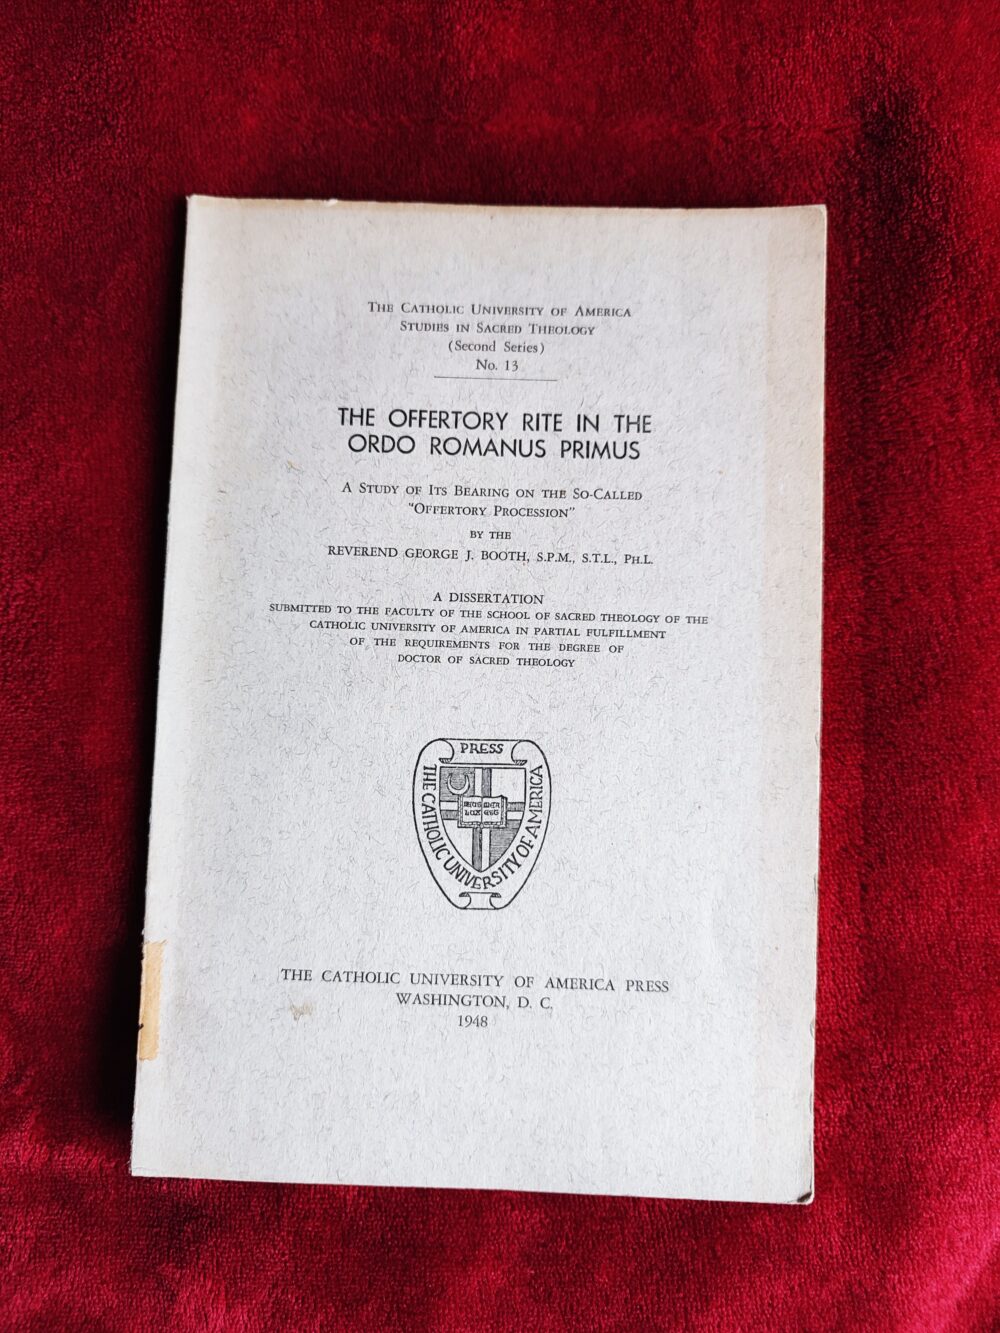 THE CATHOLIC UNIVERSITY OF AMERICA
STUDIES IN SACRED THEOLOGY
(Second Series)
No. 13
THE OFFERTORY RITE IN THE
ORDO ROMANUS PRIMUS
A STUDY OF ITS BEARING ON THE SO-CALLED
"OFFERTORY PROCESSION"
BY THE
REVEREND GEORGE J. BOOTH, S.P.M., S.T.L., PH.L.
A DISSERTATION
SUBMITTED TO THE FACULTY OF THE SCHOOL OF SACRED THEOLOGY OF THE
CATHOLIC UNIVERSITY OF AMERICA IN PARTIAL FULFILLMENT
OF THE REQUIREMENTS FOR THE DEGREE OF
DOCTOR OF SACRED THEOLOGY
PRESS
THE CATHOLIC UNIVERSITY OF AMERICA
LUX EST
THE CATHOLIC UNIVERSITY OF AMERICA PRESS
WASHINGTON, D. C.
1948